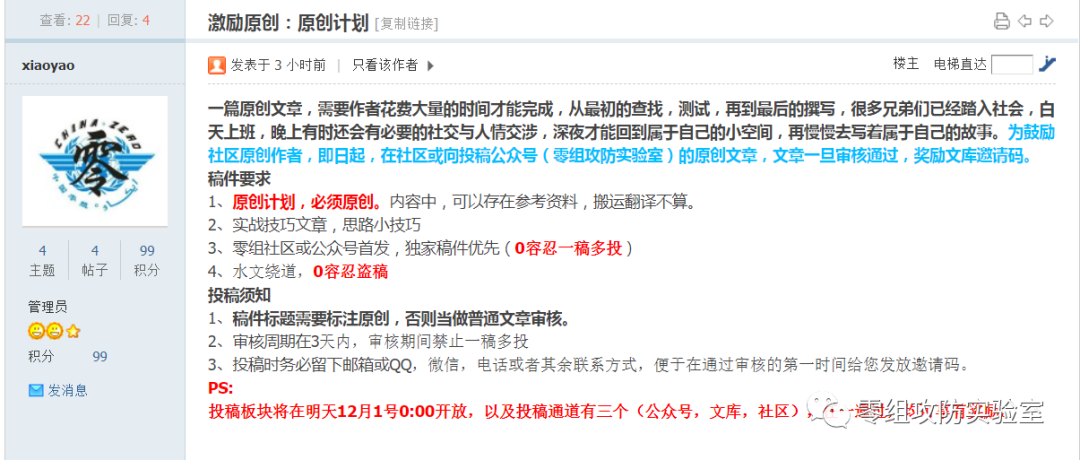 查看: 22 | 回复: 4
激励原创：原创计划 [复制链接]
xiaoyao
发表于 3 小时前 | 只看该作者
楼主 电梯直达
CHINA·ZERO
零
4 4 99
主题 帖子 积分
管理员
积分 99
发消息
一篇原创文章，需要作者花费大量的时间才能完成，从最初的查找，测试，再到最后的撰写，很多兄弟们已经踏入社会，白
天上班，晚上有时还会有必要的社交与人情交涉，深夜才能回到属于自己的小空间，再慢慢去写着属于自己的故事。为鼓励
社区原创作者，即日起，在社区或向投稿公众号（零组攻防实验室）的原创文章，文章一旦审核通过，奖励文库邀请码。
稿件要求
1、原创计划，必须原创。内容中，可以存在参考资料，搬运翻译不算。
2、实战技巧文章，思路小技巧
3、零组社区或公众号首发，独家稿件优先（0容忍一稿多投）
4、水文绕道，0容忍盗稿
投稿须知
1、稿件标题需要标注原创，否则当做普通文章审核。
2、审核周期在3天内，审核期间禁止一稿多投
3、投稿时务必留下邮箱或QQ，微信，电话或者其余联系方式，便于在通过审核的第一时间给您发放邀请码。
PS:
投稿板块将在明天12月1号0:00开放，以及投稿通道有三个（公众号，文库，社区），
零组攻防实验室